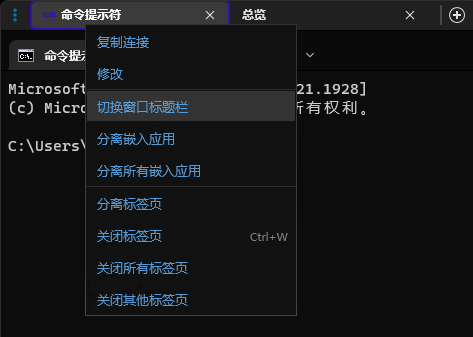 命令提示符
总览
命令提示
C:\.
Microsoft
21.1928]
(c) Micro
所有权利。
C:\Users\
复制连接
修改
切换窗口标题栏
分离嵌入应用
分离所有嵌入应用
分离标签页
关闭标签页 Ctrl+W
关闭所有标签页
关闭其他标签页